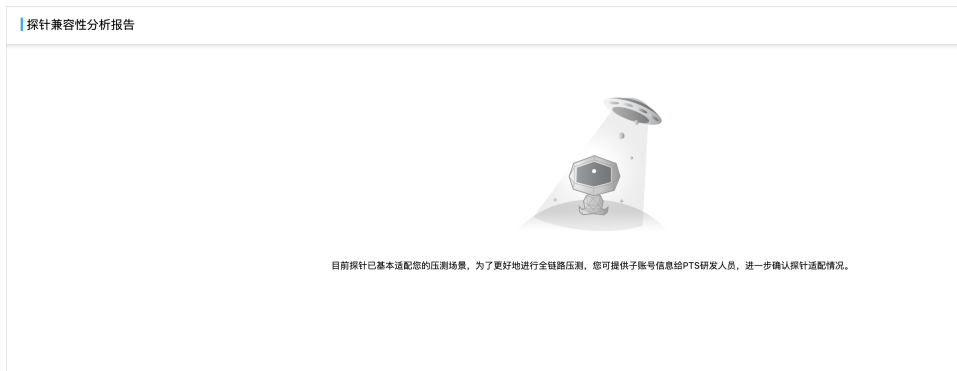 探针兼容性分析报告
目前探针已基本适配您的压测场景，为了更好地进行全链路压测，您可提供子账号信息给PTS研发人员，进一步确认探针适配情况。